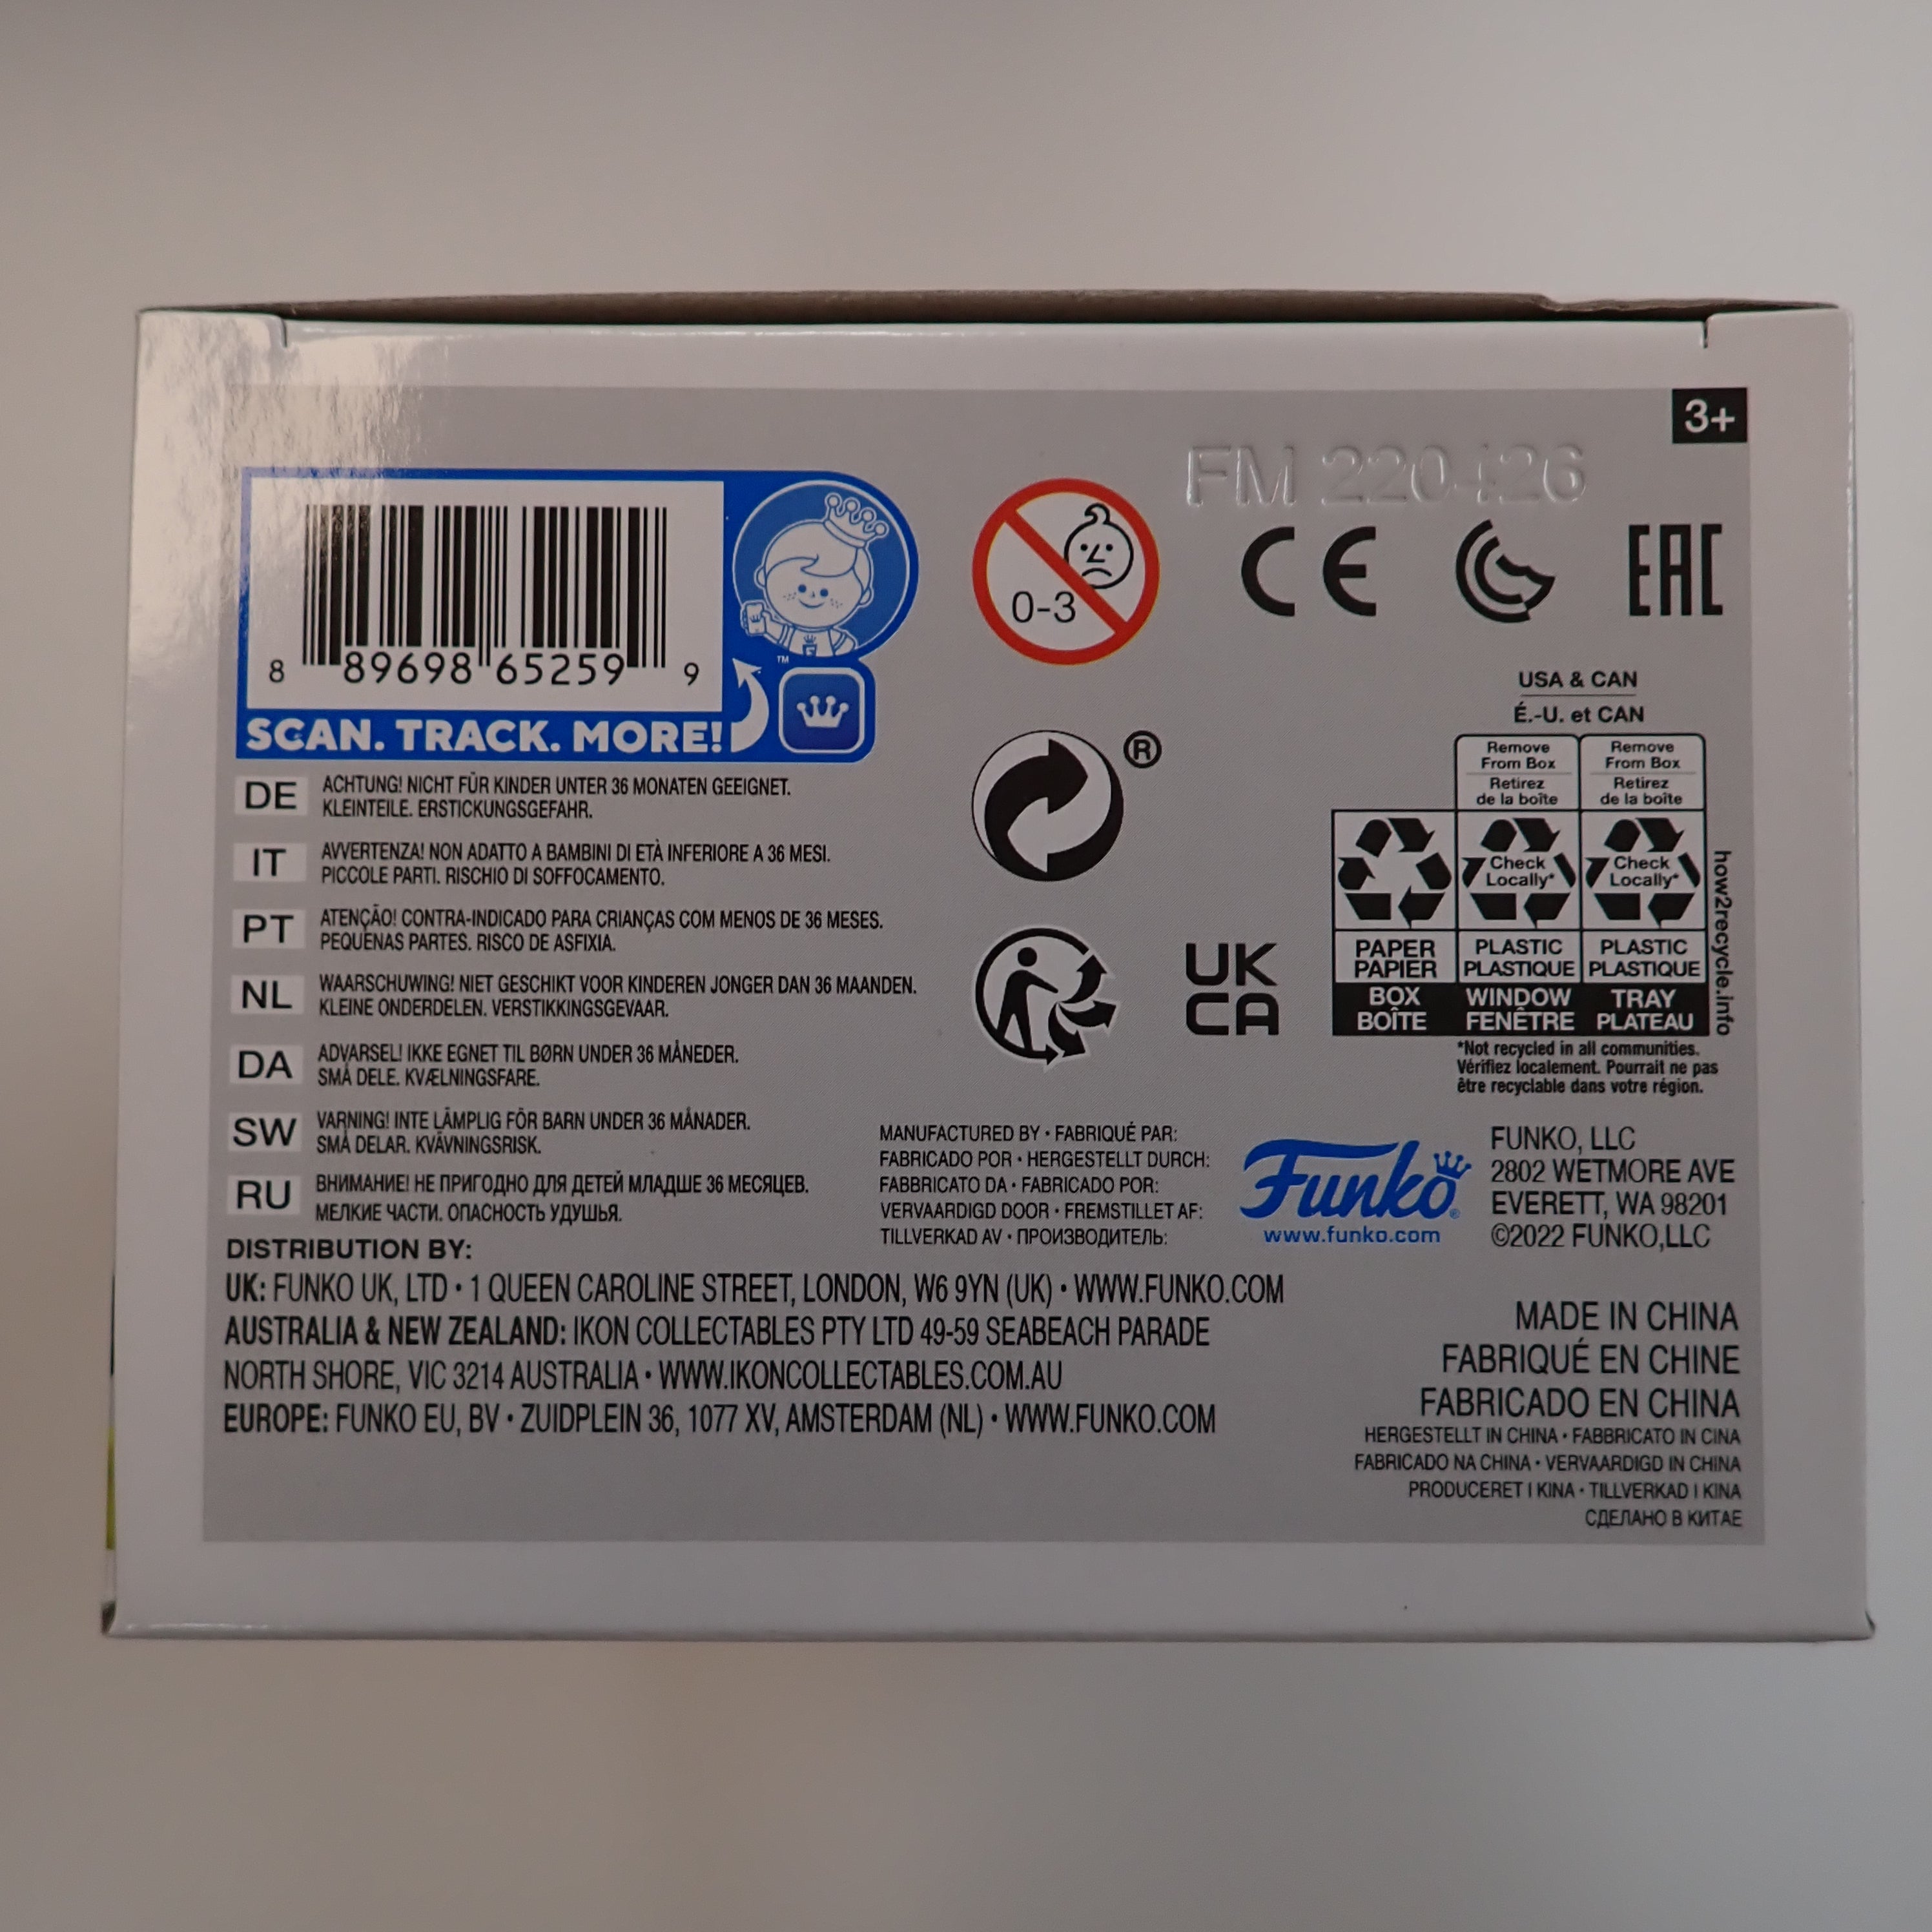 3+
FM 220426
8 89698 65259 9
™
SCAN. TRACK. MORE!
0-3
CE
EAC
USA & CAN
É.-U. et CAN
Remove
From Box
Retirez
de la boîte
Remove
From Box
Retirez
de la boîte
Check
Locally*
Check
Locally*
PAPER
PAPIER
PLASTIC
PLASTIQUE
PLASTIC
PLASTIQUE
BOX
BOÎTE
WINDOW
FENÊTRE
TRAY
PLATEAU
how2recycle.info
*Not recycled in all communities.
Vérifiez localement. Pourrait ne pas
être recyclable dans votre région.
®
UK
CA
DE ACHTUNG! NICHT FÜR KINDER UNTER 36 MONATEN GEEIGNET.
KLEINTEILE. ERSTICKUNGSGEFAHR.
IT AVVERTENZA! NON ADATTO A BAMBINI DI ETÀ INFERIORE A 36 MESI.
PICCOLE PARTI. RISCHIO DI SOFFOCAMENTO.
PT ATENÇÃO! CONTRA-INDICADO PARA CRIANÇAS COM MENOS DE 36 MESES.
PEQUENAS PARTES. RISCO DE ASFIXIA.
NL WAARSCHUWING! NIET GESCHIKT VOOR KINDEREN JONGER DAN 36 MAANDEN.
KLEINE ONDERDELEN. VERSTIKKINGSGEVAAR.
DA ADVARSEL! IKKE EGNET TIL BØRN UNDER 36 MÅNEDER.
SMÅ DELE. KVÆLNINGSFARE.
SW VARNING! INTE LÄMPLIG FÖR BARN UNDER 36 MÅNADER.
SMÅ DELAR. KVÄVNINGSRISK.
RU ВНИМАНИЕ! НЕ ПРИГОДНО ДЛЯ ДЕТЕЙ МЛАДШЕ 36 МЕСЯЦЕВ.
МЕЛКИЕ ЧАСТИ. ОПАСНОСТЬ УДУШЬЯ.
MANUFACTURED BY • FABRIQUÉ PAR:
FABRICADO POR • HERGESTELLT DURCH:
FABBRICATO DA • FABRICADO POR:
VERVAARDIGD DOOR • FREMSTILLET AF:
TILLVERKAD AV • ПРОИЗВОДИТЕЛЬ:
Funko®
www.funko.com
FUNKO, LLC
2802 WETMORE AVE
EVERETT, WA 98201
©2022 FUNKO,LLC
DISTRIBUTION BY:
UK: FUNKO UK, LTD • 1 QUEEN CAROLINE STREET, LONDON, W6 9YN (UK) • WWW.FUNKO.COM
AUSTRALIA & NEW ZEALAND: IKON COLLECTABLES PTY LTD 49-59 SEABEACH PARADE
NORTH SHORE, VIC 3214 AUSTRALIA • WWW.IKONCOLLECTABLES.COM.AU
EUROPE: FUNKO EU, BV • ZUIDPLEIN 36, 1077 XV, AMSTERDAM (NL) • WWW.FUNKO.COM
MADE IN CHINA
FABRIQUÉ EN CHINE
FABRICADO EN CHINA
HERGESTELLT IN CHINA • FABBRICATO IN CINA
FABRICADO NA CHINA • VERVAARDIGD IN CHINA
PRODUCERET I KINA • TILLVERKAD I KINA
СДЕЛАНО В КИТАЕ